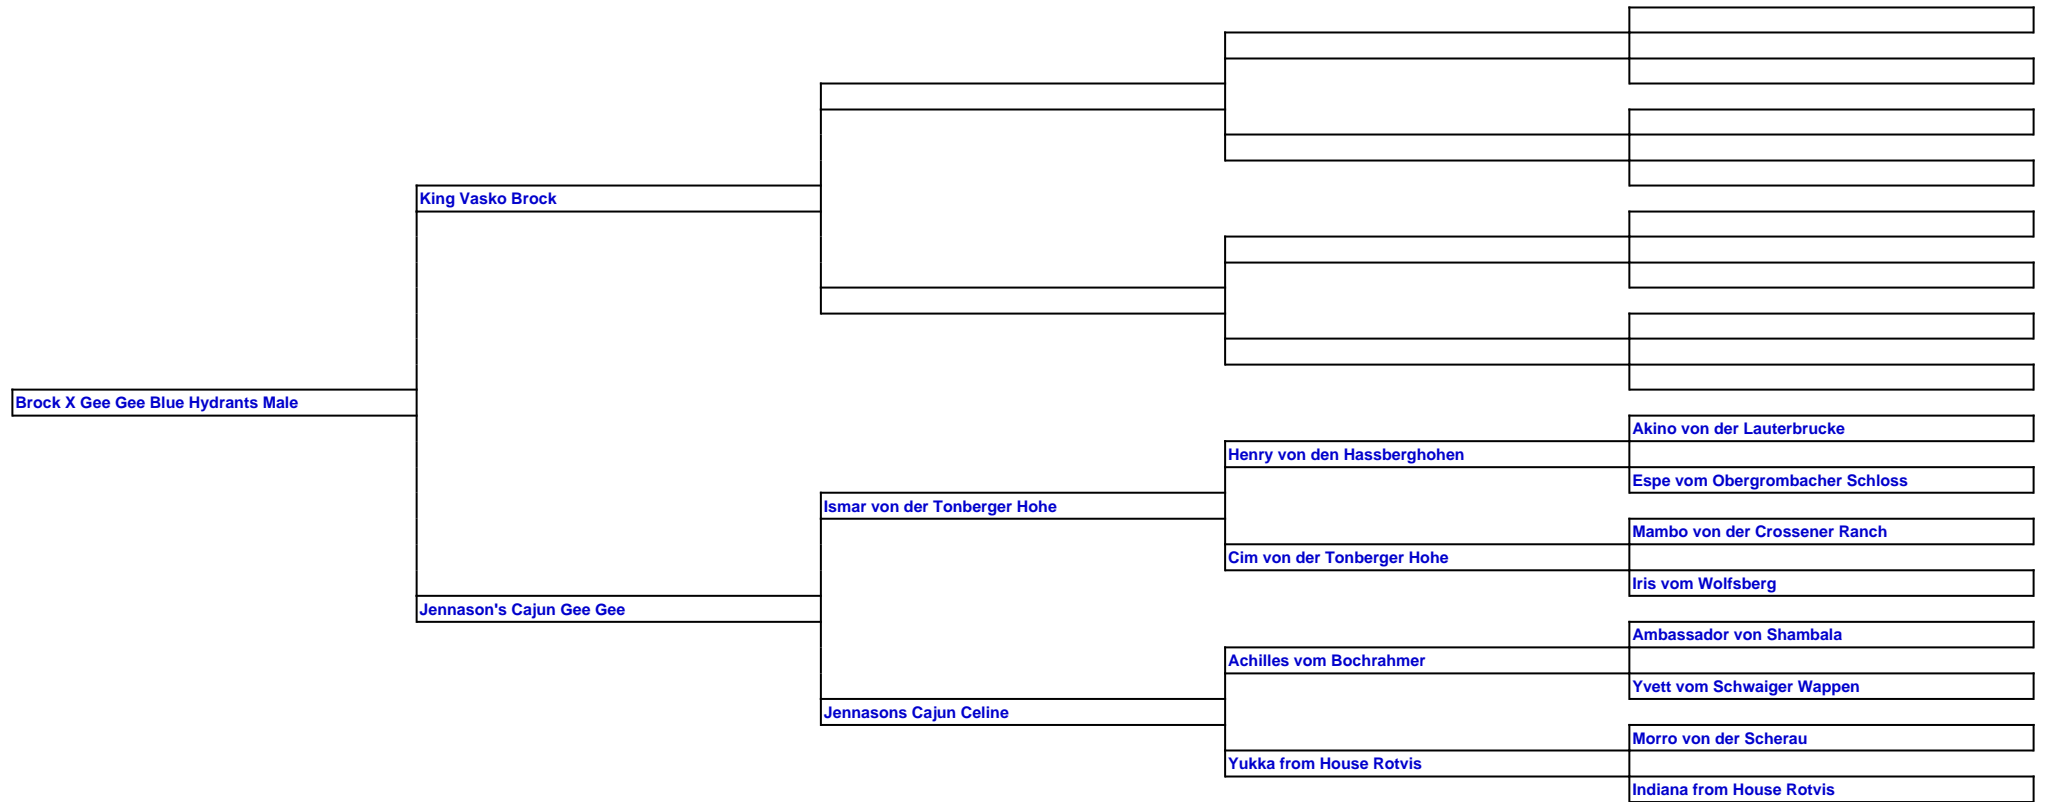 King Vasko Brock
Brock X Gee Gee Blue Hydrants Male
Akino von der Lauterbrucke
Henry von den Hassberghohen
Espe vom Obergrombacher Schloss
Ismar von der Tonberger Hohe
Mambo von der Crossener Ranch
Cim von der Tonberger Hohe
Iris vom Wolfsberg
Jennason's Cajun Gee Gee
Ambassador von Shambala
Achilles vom Bochrahmer
Yvett vom Schwaiger Wappen
Jennasons Cajun Celine
Morro von der Scherau
Yukka from House Rotvis
Indiana from House Rotvis